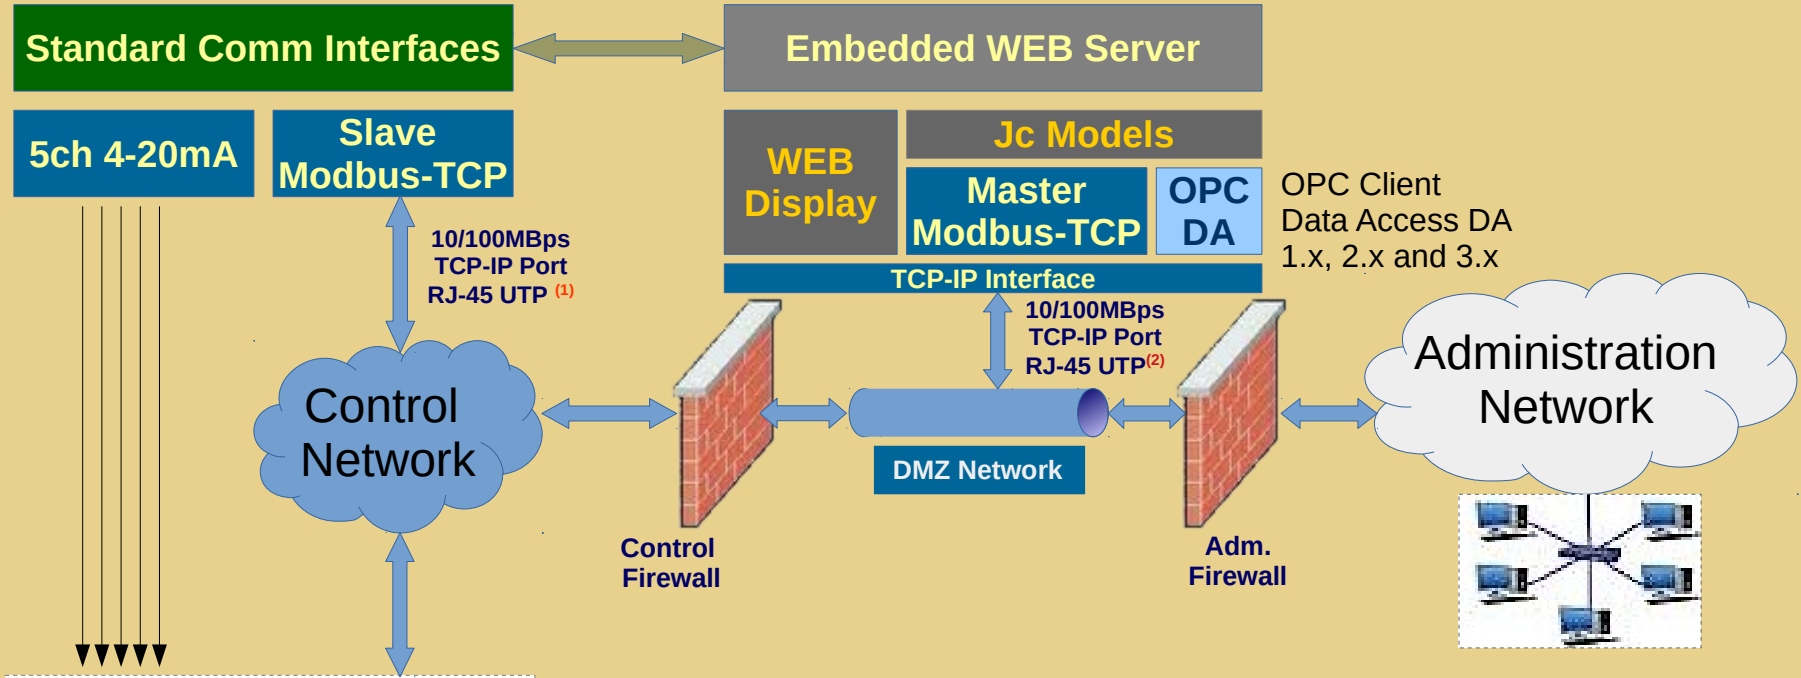 Standard Comm Interfaces
Embedded WEB Server
5ch 4-20mA
Slave
Modbus-TCP
WEB
Display
Jc Models
Master
Modbus-TCP
OPC
DA
OPC Client
Data Access DA
1.x, 2.x and 3.x
TCP-IP Interface
10/100MBps
TCP-IP Port
RJ-45 UTP (1)
10/100MBps
TCP-IP Port
RJ-45 UTP(2)
Control
Network
Administration
Network
DMZ Network
Control
Firewall
Adm.
Firewall